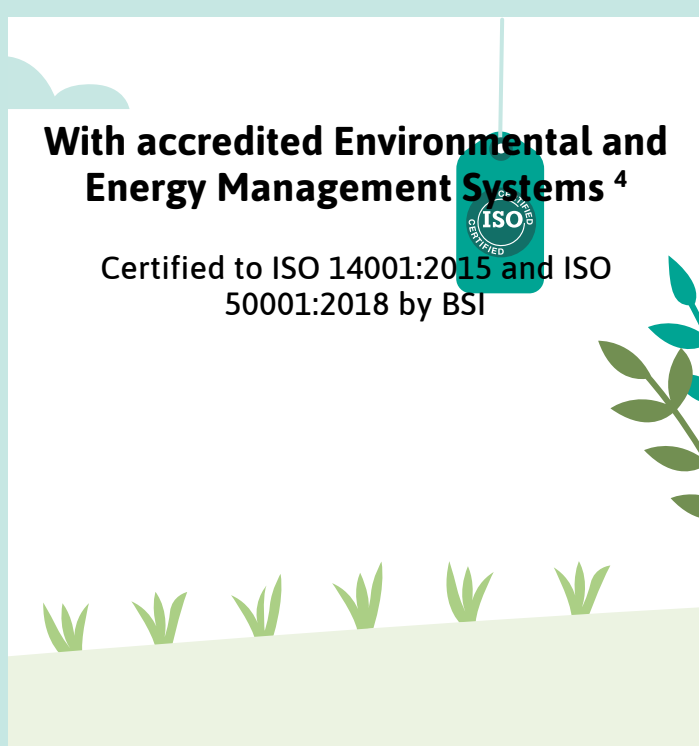 With accredited Environmental and
Energy Management Systems ⁴
CERTIFIED
ISO
CERTIFIED
Certified to ISO 14001:2015 and ISO
50001:2018 by BSI